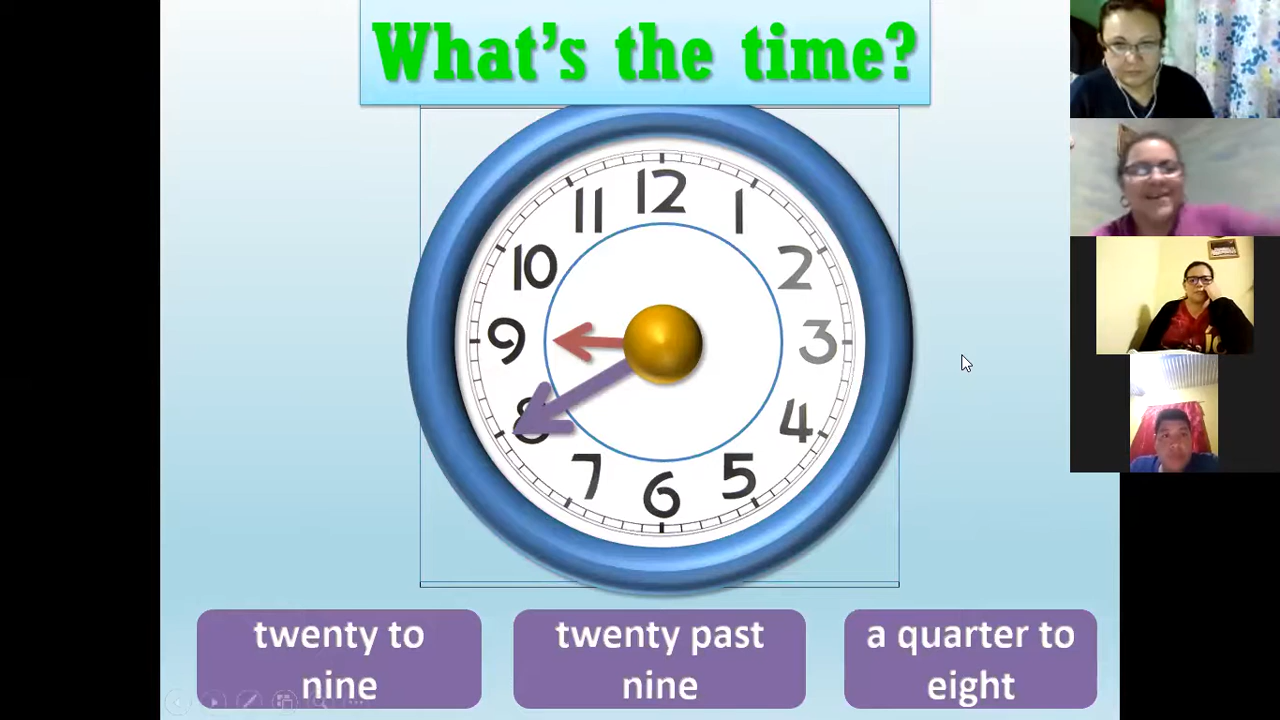 What's the time?
12
11
1
10
2
9
3
8
4
7
5
6
twenty to
nine
twenty past
nine
a quarter to
eight